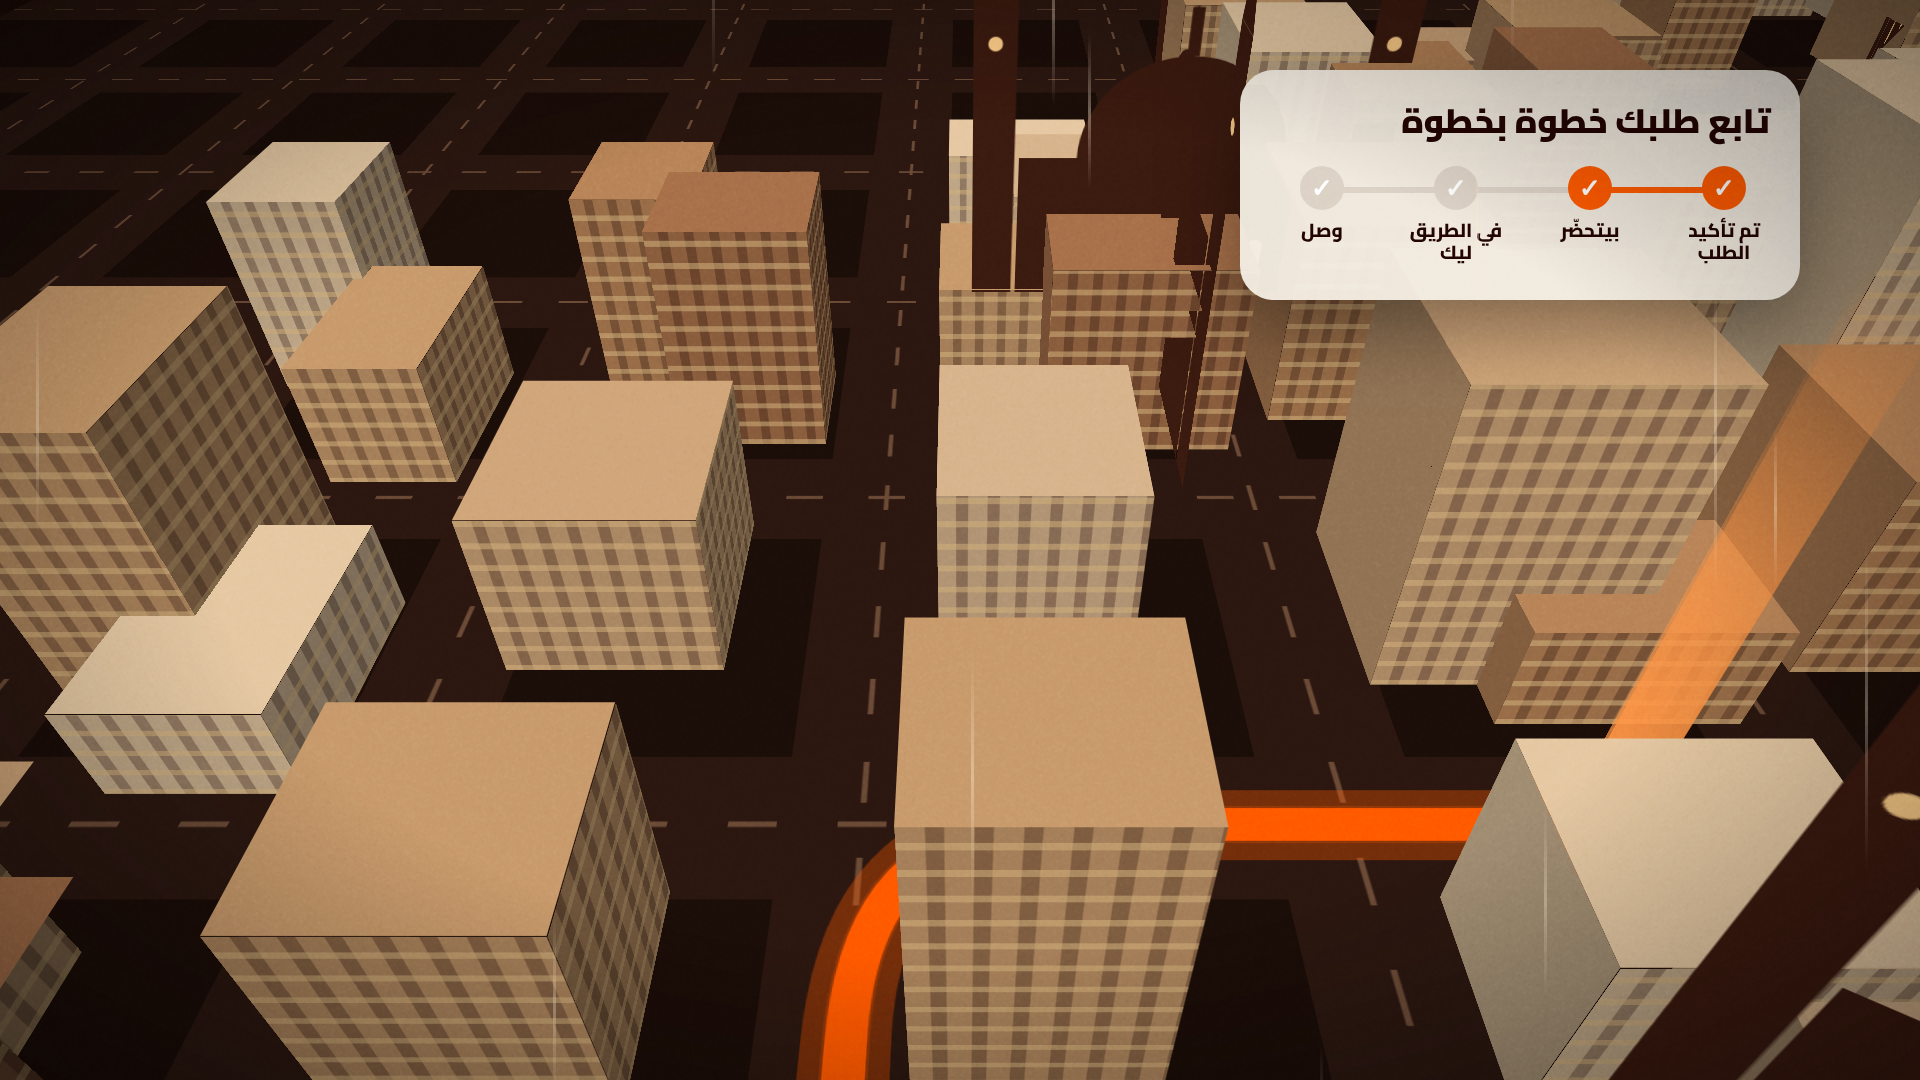 تابع طلبك خطوة بخطوة
تم تأكيد
الطلب
بيتحضّر
في الطريق
ليك
وصل